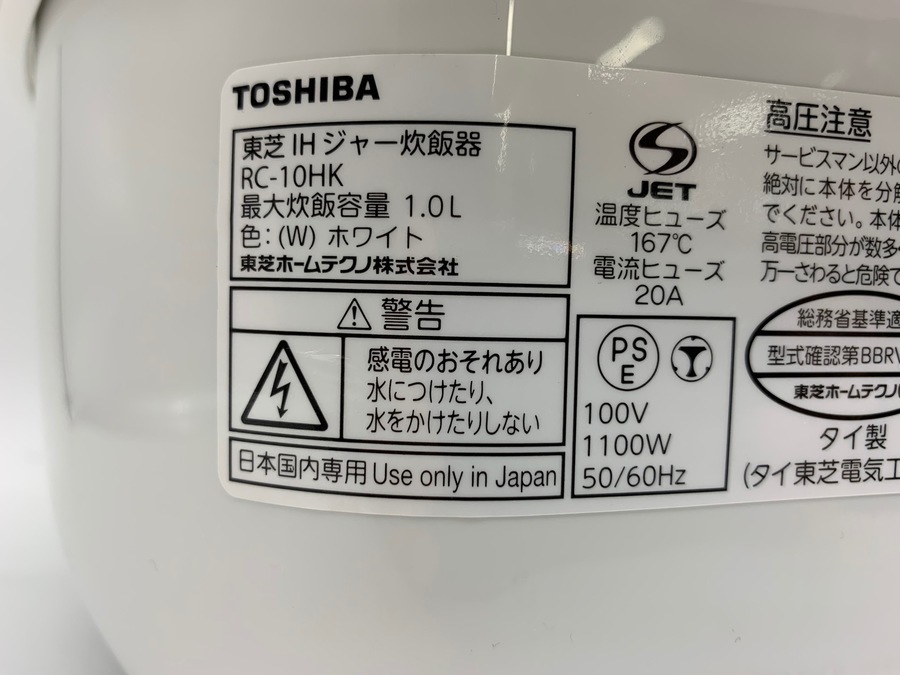 TOSHIBA
東芝 IH ジャー炊飯器
RC-10HK
最大炊飯容量 1.0L
色: (W) ホワイト
東芝ホームテクノ株式会社
警告
感電のおそれあり
水につけたり、
水をかけたりしない
日本国内専用 Use only in Japan
S
JET
温度ヒューズ
167℃
電流ヒューズ
20A
PS
E
100V
1100W
50/60Hz
高圧注意
サービスマン以外の
絶対に本体を分解
でください。本体
高電圧部分が数多く
万一さわると危険で
総務省基準適
型式確認第BBRV
東芝ホームテクノ
タイ製
(タイ東芝電気工